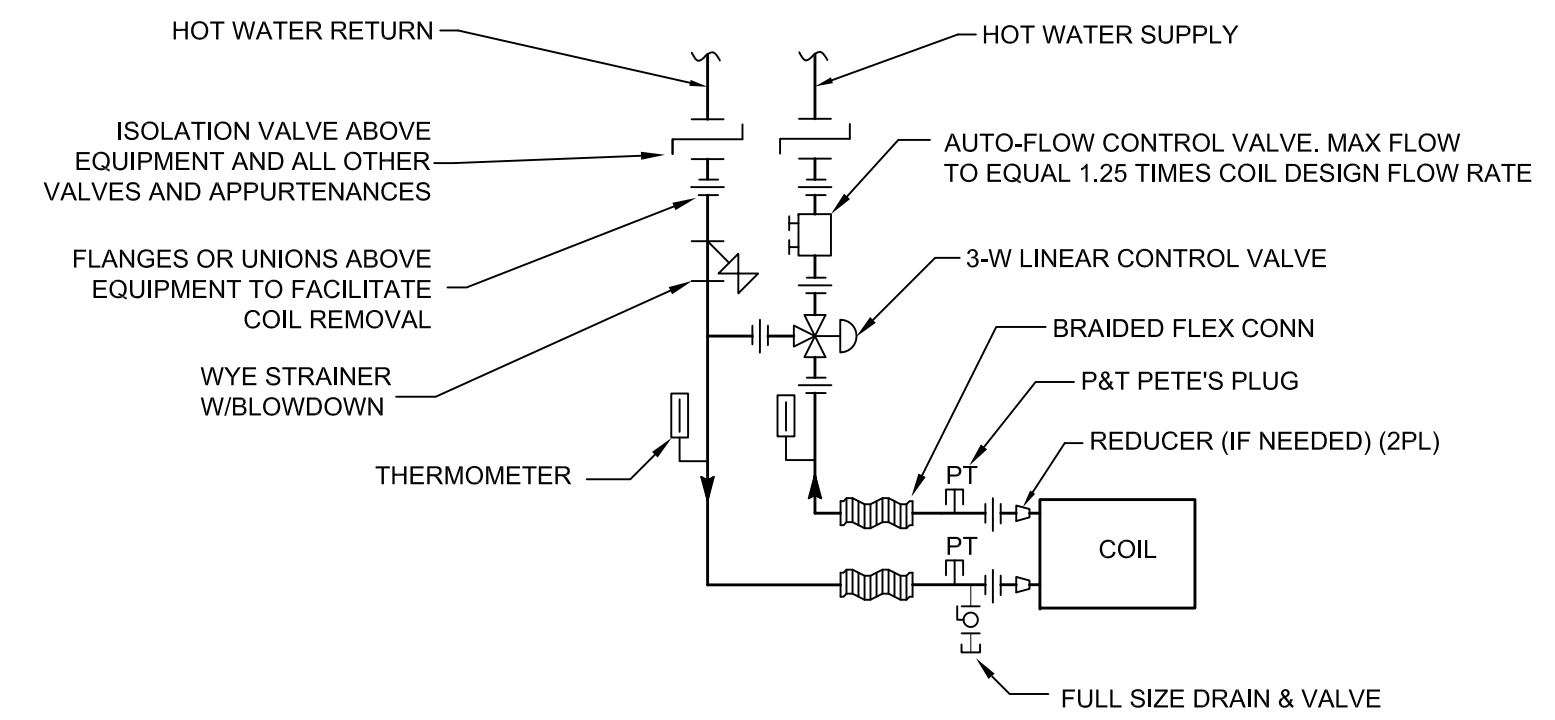 HOT WATER RETURN
HOT WATER SUPPLY
ISOLATION VALVE ABOVE
EQUIPMENT AND ALL OTHER
VALVES AND APPURTENANCES
AUTO-FLOW CONTROL VALVE. MAX FLOW
TO EQUAL 1.25 TIMES COIL DESIGN FLOW RATE
FLANGES OR UNIONS ABOVE
EQUIPMENT TO FACILITATE
COIL REMOVAL
3-W LINEAR CONTROL VALVE
BRAIDED FLEX CONN
WYE STRAINER
W/BLOWDOWN
P&T PETE'S PLUG
REDUCER (IF NEEDED) (2PL)
THERMOMETER
PT
COIL
PT
FULL SIZE DRAIN & VALVE